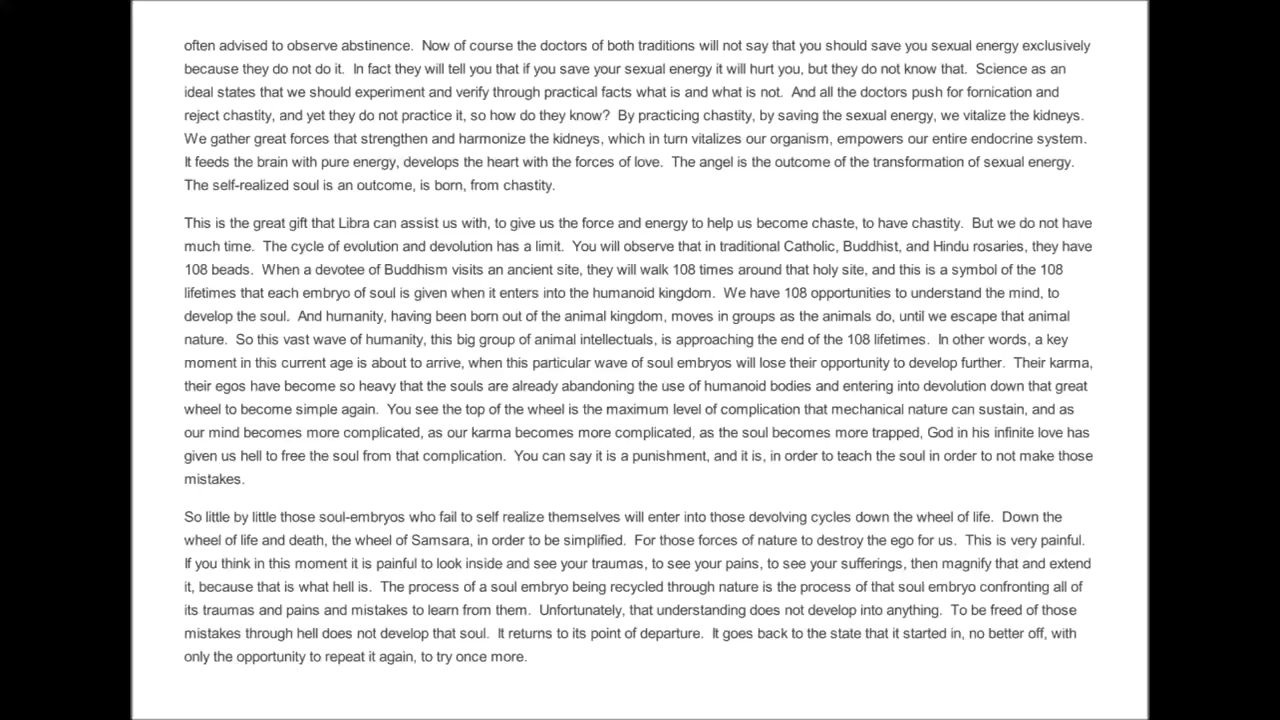 often advised to observe abstinence.  Now of course the doctors of both traditions will not say that you should save you sexual energy exclusively
because they do not do it.  In fact they will tell you that if you save your sexual energy it will hurt you, but they do not know that.  Science as an
ideal states that we should experiment and verify through practical facts what is and what is not.  And all the doctors push for fornication and
reject chastity, and yet they do not practice it, so how do they know?  By practicing chastity, by saving the sexual energy, we vitalize the kidneys.
We gather great forces that strengthen and harmonize the kidneys, which in turn vitalizes our organism, empowers our entire endocrine system.
It feeds the brain with pure energy, develops the heart with the forces of love.  The angel is the outcome of the transformation of sexual energy.
The self-realized soul is an outcome, is born, from chastity.
This is the great gift that Libra can assist us with, to give us the force and energy to help us become chaste, to have chastity.  But we do not have
much time.  The cycle of evolution and devolution has a limit.  You will observe that in traditional Catholic, Buddhist, and Hindu rosaries, they have
108 beads.  When a devotee of Buddhism visits an ancient site, they will walk 108 times around that holy site, and this is a symbol of the 108
lifetimes that each embryo of soul is given when it enters into the humanoid kingdom.  We have 108 opportunities to understand the mind, to
develop the soul.  And humanity, having been born out of the animal kingdom, moves in groups as the animals do, until we escape that animal
nature.  So this vast wave of humanity, this big group of animal intellectuals, is approaching the end of the 108 lifetimes.  In other words, a key
moment in this current age is about to arrive, when this particular wave of soul embryos will lose their opportunity to develop further.  Their karma,
their egos have become so heavy that the souls are already abandoning the use of humanoid bodies and entering into devolution down that great
wheel to become simple again.  You see the top of the wheel is the maximum level of complication that mechanical nature can sustain, and as
our mind becomes more complicated, as our karma becomes more complicated, as the soul becomes more trapped, God in his infinite love has
given us hell to free the soul from that complication.  You can say it is a punishment, and it is, in order to teach the soul in order to not make those
mistakes.
So little by little those soul-embryos who fail to self realize themselves will enter into those devolving cycles down the wheel of life.  Down the
wheel of life and death, the wheel of Samsara, in order to be simplified.  For those forces of nature to destroy the ego for us.  This is very painful.
If you think in this moment it is painful to look inside and see your traumas, to see your pains, to see your sufferings, then magnify that and extend
it, because that is what hell is.  The process of a soul embryo being recycled through nature is the process of that soul embryo confronting all of
its traumas and pains and mistakes to learn from them.  Unfortunately, that understanding does not develop into anything.  To be freed of those
mistakes through hell does not develop that soul.  It returns to its point of departure.  It goes back to the state that it started in, no better off, with
only the opportunity to repeat it again, to try once more.